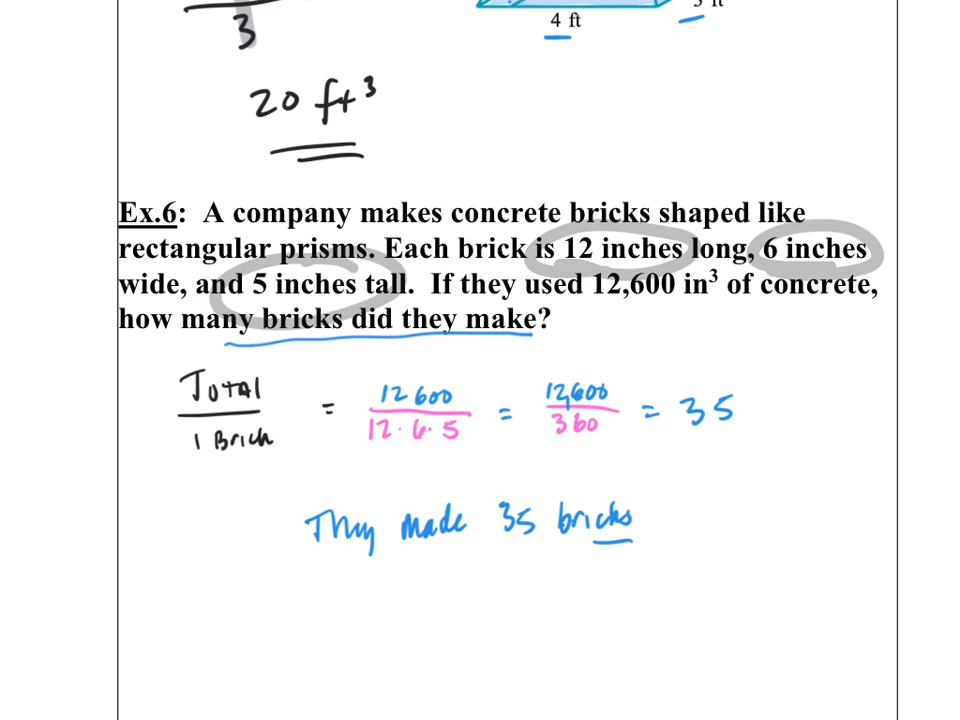 3
4 ft
20 ft³
Ex.6: A company makes concrete bricks shaped like
rectangular prisms. Each brick is 12 inches long, 6 inches
wide, and 5 inches tall. If they used 12,600 in³ of concrete,
how many bricks did they make?
Total / 1 Brick = 12600 / 12 · 6 · 5 = 12,600 / 360 = 35
They made 35 bricks